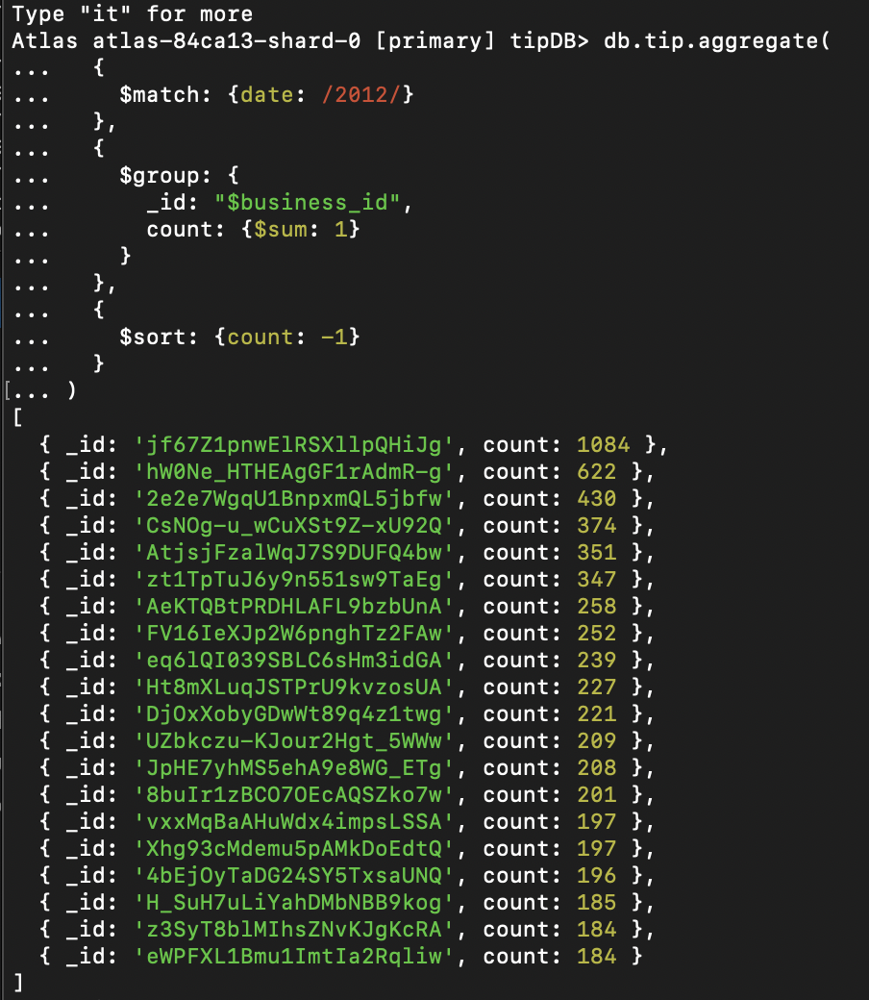 Type "it" for more
Atlas atlas-84ca13-shard-0 [primary] tipDB> db.tip.aggregate(
...   {
...     $match: {date: /2012/}
...   },
...   {
...     $group: {
...       _id: "$business_id",
...       count: {$sum: 1}
...     }
...   },
...   {
...     $sort: {count: -1}
...   }
[... )
[
  { _id: 'jf67Z1pnwElRSXllpQHiJg', count: 1084 },
  { _id: 'hW0Ne_HTHEAgGF1rAdmR-g', count: 622 },
  { _id: '2e2e7WgqU1BnpxmQL5jbfw', count: 430 },
  { _id: 'CsNOg-u_wCuXSt9Z-xU92Q', count: 374 },
  { _id: 'AtjsjFzalWqJ7S9DUFQ4bw', count: 351 },
  { _id: 'zt1TpTuJ6y9n551sw9TaEg', count: 347 },
  { _id: 'AeKTQBtPRDHLAFL9bzbUnA', count: 258 },
  { _id: 'FV16IeXJp2W6pnghTz2FAw', count: 252 },
  { _id: 'eq6lQI039SBLC6sHm3idGA', count: 239 },
  { _id: 'Ht8mXLuqJSTPrU9kvzosUA', count: 227 },
  { _id: 'DjOxXobyGDwWt89q4z1twg', count: 221 },
  { _id: 'UZbkczu-KJour2Hgt_5WWw', count: 209 },
  { _id: 'JpHE7yhMS5ehA9e8WG_ETg', count: 208 },
  { _id: '8buIr1zBCO7OEcAQSZko7w', count: 201 },
  { _id: 'vxxMqBaAHuWdx4impsLSSA', count: 197 },
  { _id: 'Xhg93cMdemu5pAMkDoEdtQ', count: 197 },
  { _id: '4bEjOyTaDG24SY5TxsaUNQ', count: 196 },
  { _id: 'H_SuH7uLiYahDMbNBB9kog', count: 185 },
  { _id: 'z3SyT8blMIhsZNvKJgKcRA', count: 184 },
  { _id: 'eWPFXL1Bmu1ImtIa2Rqliw', count: 184 }
]